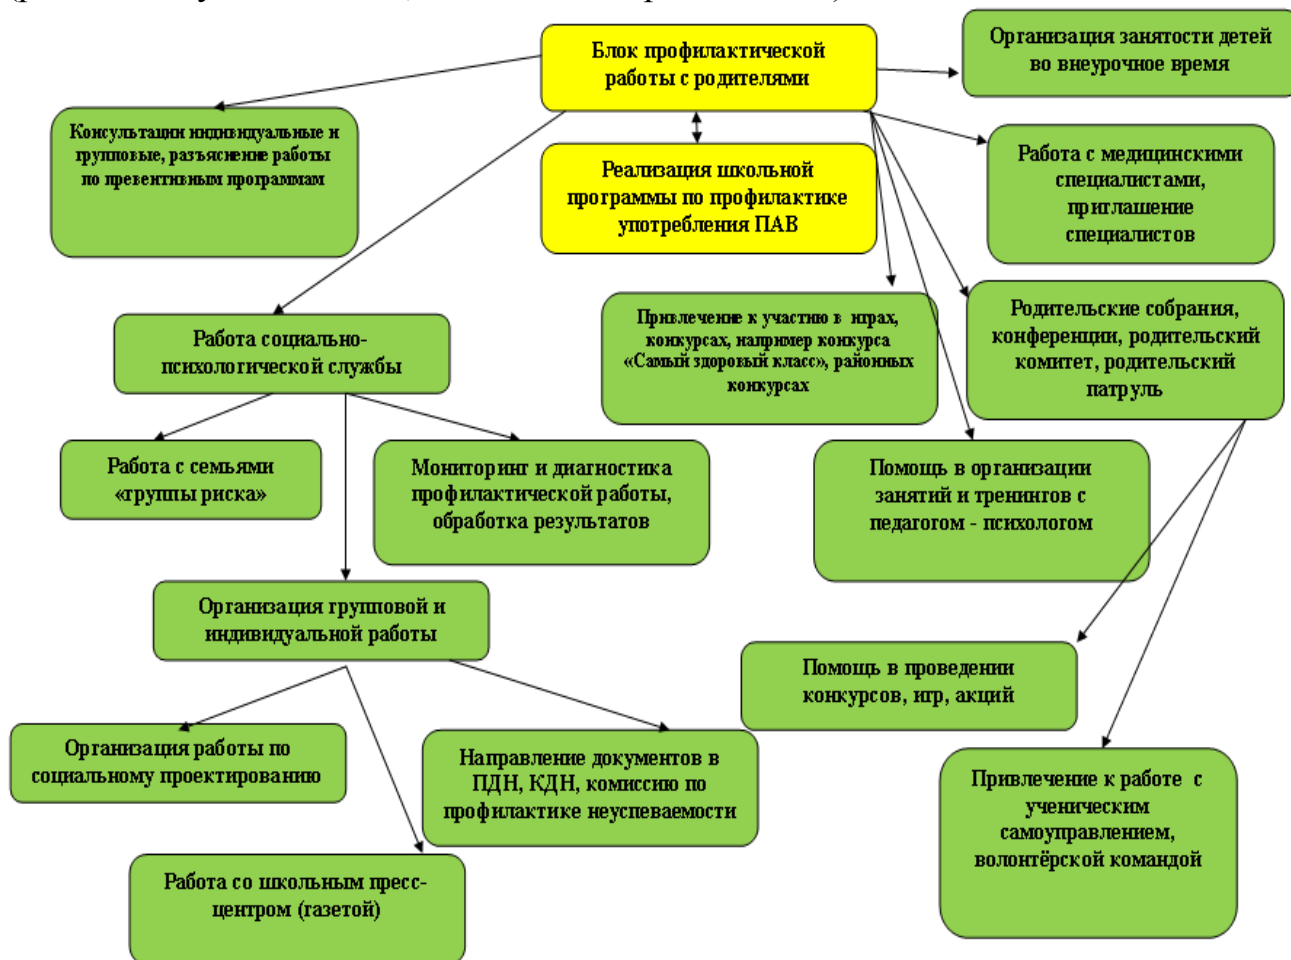 Блок профилактической
работы с родителями
Организация занятости детей
во внеурочное время
Консультации индивидуальные и
групповые, разъяснение работы
по превентивным программам
Реализация школьной
программы по профилактике
употребления ПАВ
Работа с медицинскими
специалистами,
приглашение
специалистов
Работа социально-
психологической службы
Привлечение к участию в играх,
конкурсах, например конкурса
«Самый здоровый класс», районных
конкурсах
Родительские собрания,
конференции, родительский
комитет, родительский
патруль
Работа с семьями
«группы риска»
Мониторинг и диагностика
профилактической работы,
обработка результатов
Помощь в организации
занятий и тренингов с
педагогом - психологом
Организация групповой и
индивидуальной работы
Помощь в проведении
конкурсов, игр, акций
Организация работы по
социальному проектированию
Направление документов в
ПДН, КДН, комиссию по
профилактике неуспеваемости
Привлечение к работе с
ученическим
самоуправлением,
волонтёрской командой
Работа со школьным пресс-
центром (газетой)